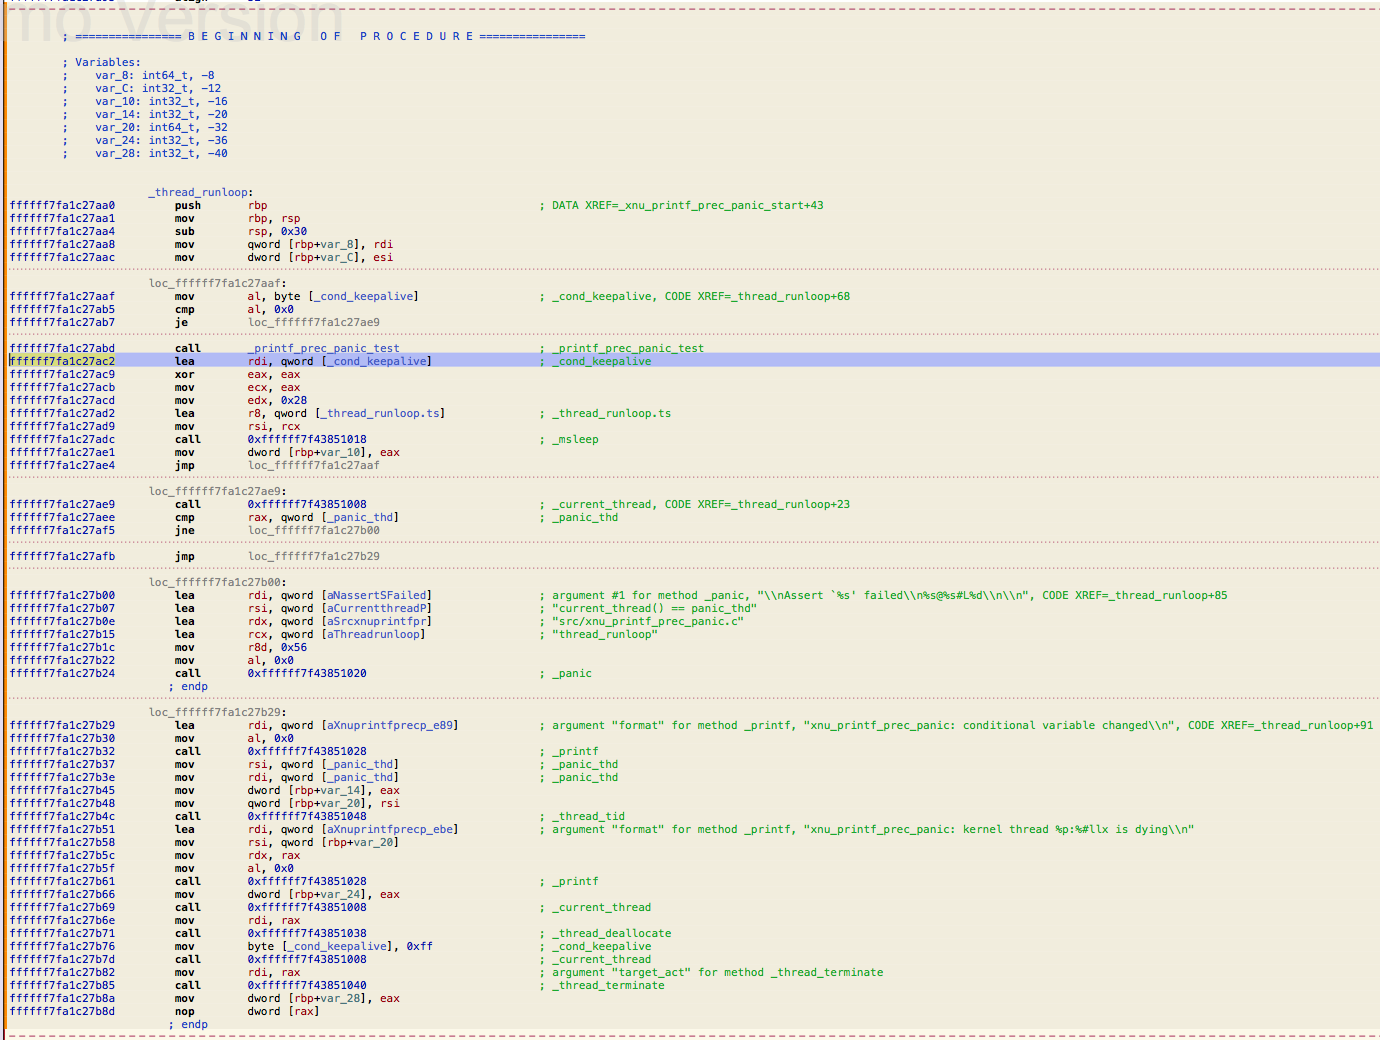 mo Version
; ================ B E G I N N I N G   O F   P R O C E D U R E ================
; Variables:
;    var_8: int64_t, -8
;    var_C: int32_t, -12
;    var_10: int32_t, -16
;    var_14: int32_t, -20
;    var_20: int64_t, -32
;    var_24: int32_t, -36
;    var_28: int32_t, -40
_thread_runloop:
ffffff7fa1c27aa0 push rbp ; DATA XREF=_xnu_printf_prec_panic_start+43
ffffff7fa1c27aa1 mov rbp, rsp
ffffff7fa1c27aa4 sub rsp, 0x30
ffffff7fa1c27aa8 mov qword [rbp+var_8], rdi
ffffff7fa1c27aac mov dword [rbp+var_C], esi
loc_ffffff7fa1c27aaf:
ffffff7fa1c27aaf mov al, byte [_cond_keepalive] ; _cond_keepalive, CODE XREF=_thread_runloop+68
ffffff7fa1c27ab5 cmp al, 0x0
ffffff7fa1c27ab7 je loc_ffffff7fa1c27ae9
ffffff7fa1c27abd call _printf_prec_panic_test ; _printf_prec_panic_test
ffffff7fa1c27ac2 lea rdi, qword [_cond_keepalive] ; _cond_keepalive
ffffff7fa1c27ac9 xor eax, eax
ffffff7fa1c27acb mov ecx, eax
ffffff7fa1c27acd mov edx, 0x28
ffffff7fa1c27ad2 lea r8, qword [_thread_runloop.ts] ; _thread_runloop.ts
ffffff7fa1c27ad9 mov rsi, rcx
ffffff7fa1c27adc call 0xffffff7f43851018 ; _msleep
ffffff7fa1c27ae1 mov dword [rbp+var_10], eax
ffffff7fa1c27ae4 jmp loc_ffffff7fa1c27aaf
loc_ffffff7fa1c27ae9:
ffffff7fa1c27ae9 call 0xffffff7f43851008 ; _current_thread, CODE XREF=_thread_runloop+23
ffffff7fa1c27aee cmp rax, qword [_panic_thd] ; _panic_thd
ffffff7fa1c27af5 jne loc_ffffff7fa1c27b00
ffffff7fa1c27afb jmp loc_ffffff7fa1c27b29
loc_ffffff7fa1c27b00:
ffffff7fa1c27b00 lea rdi, qword [aNassertSFailed] ; argument #1 for method _panic, "\\nAssert `%s' failed\\n%s@%s#L%d\\n\\n", CODE XREF=_thread_runloop+85
ffffff7fa1c27b07 lea rsi, qword [aCurrentthreadP] ; "current_thread() == panic_thd"
ffffff7fa1c27b0e lea rdx, qword [aSrcxnuprintfpr] ; "src/xnu_printf_prec_panic.c"
ffffff7fa1c27b15 lea rcx, qword [aThreadrunloop] ; "thread_runloop"
ffffff7fa1c27b1c mov r8d, 0x56
ffffff7fa1c27b22 mov al, 0x0
ffffff7fa1c27b24 call 0xffffff7f43851020 ; _panic
; endp
loc_ffffff7fa1c27b29:
ffffff7fa1c27b29 lea rdi, qword [aXnuprintfprecp_e89] ; argument "format" for method _printf, "xnu_printf_prec_panic: conditional variable changed\\n", CODE XREF=_thread_runloop+91
ffffff7fa1c27b30 mov al, 0x0
ffffff7fa1c27b32 call 0xffffff7f43851028 ; _printf
ffffff7fa1c27b37 mov rsi, qword [_panic_thd] ; _panic_thd
ffffff7fa1c27b3e mov rdi, qword [_panic_thd] ; _panic_thd
ffffff7fa1c27b45 mov dword [rbp+var_14], eax
ffffff7fa1c27b48 mov qword [rbp+var_20], rsi
ffffff7fa1c27b4c call 0xffffff7f43851048 ; _thread_tid
ffffff7fa1c27b51 lea rdi, qword [aXnuprintfprecp_ebe] ; argument "format" for method _printf, "xnu_printf_prec_panic: kernel thread %p:%#llx is dying\\n"
ffffff7fa1c27b58 mov rsi, qword [rbp+var_20]
ffffff7fa1c27b5c mov rdx, rax
ffffff7fa1c27b5f mov al, 0x0
ffffff7fa1c27b61 call 0xffffff7f43851028 ; _printf
ffffff7fa1c27b66 mov dword [rbp+var_24], eax
ffffff7fa1c27b69 call 0xffffff7f43851008 ; _current_thread
ffffff7fa1c27b6e mov rdi, rax
ffffff7fa1c27b71 call 0xffffff7f43851038 ; _thread_deallocate
ffffff7fa1c27b76 mov byte [_cond_keepalive], 0xff ; _cond_keepalive
ffffff7fa1c27b7d call 0xffffff7f43851008 ; _current_thread
ffffff7fa1c27b82 mov rdi, rax ; argument "target_act" for method _thread_terminate
ffffff7fa1c27b85 call 0xffffff7f43851040 ; _thread_terminate
ffffff7fa1c27b8a mov dword [rbp+var_28], eax
ffffff7fa1c27b8d nop dword [rax]
; endp